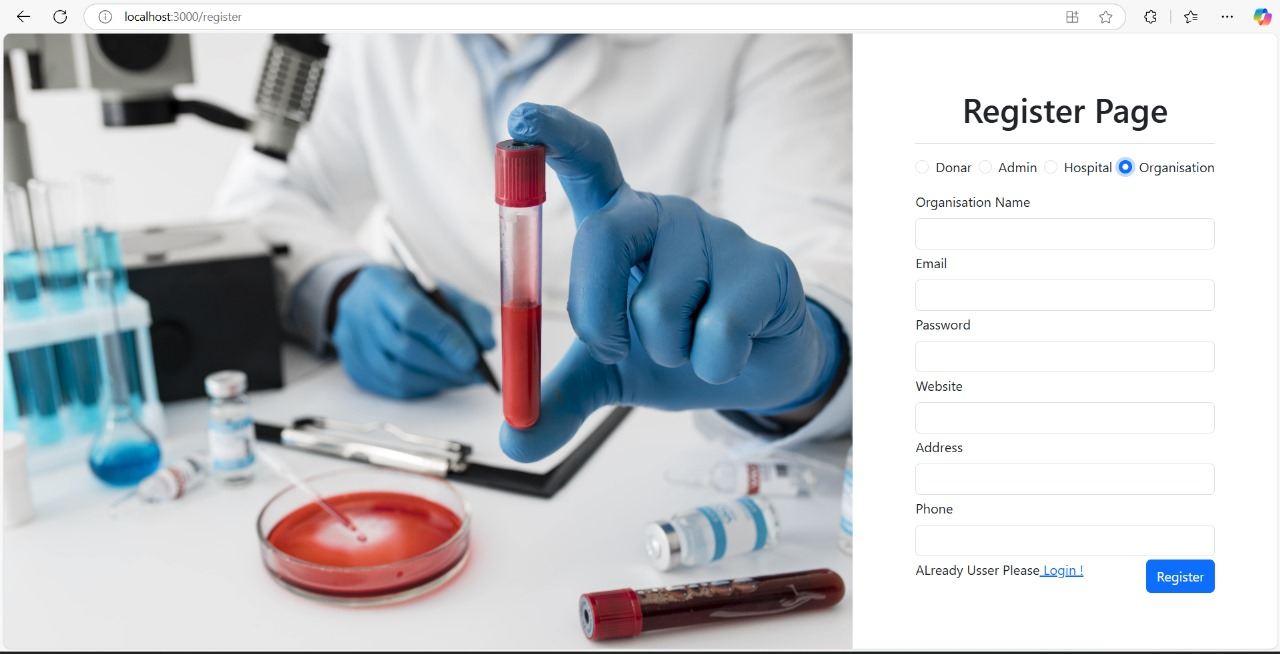 localhost:3000/register
Register Page
Donar Admin Hospital Organisation
Organisation Name
Email
Password
Website
Address
Phone
ALready Usser Please Login !
Register